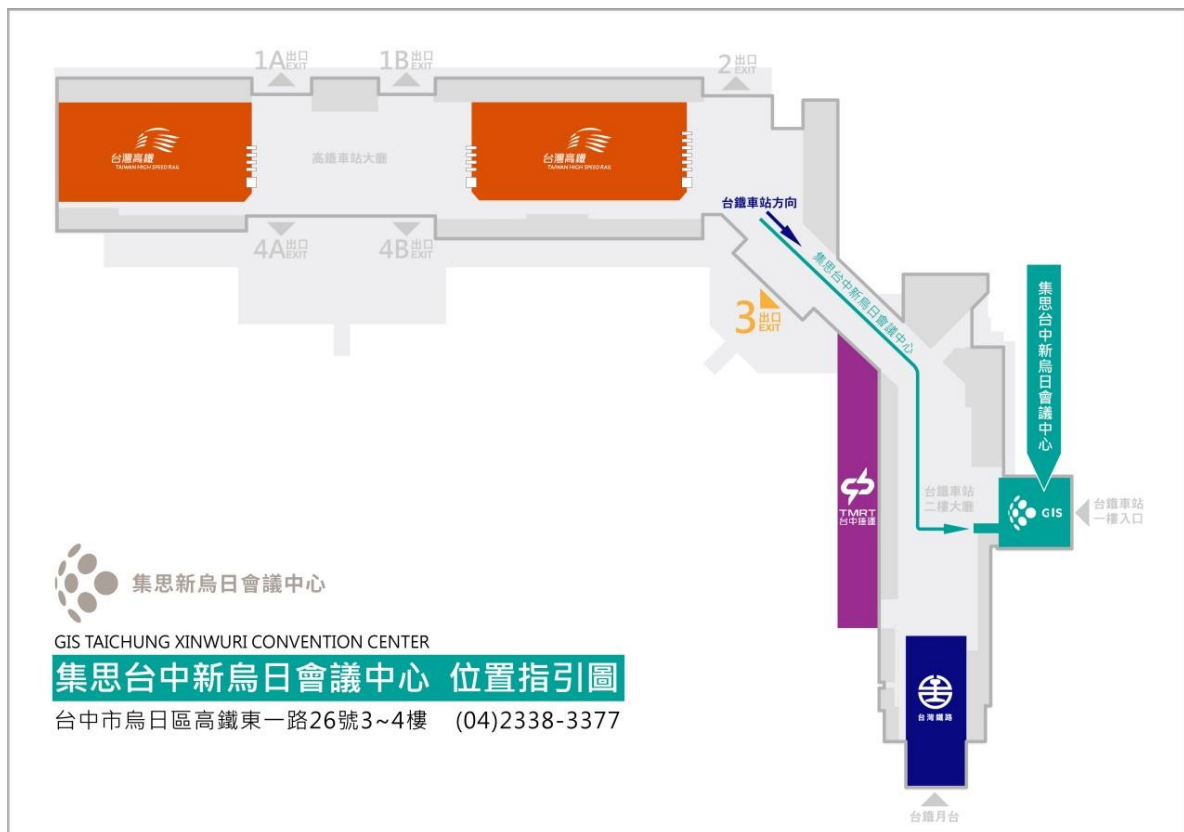 1A出口 EXIT
1B出口 EXIT
2出口 EXIT
台灣高鐵
TAIWAN HIGH SPEED RAIL
高鐵車站大廳
台灣高鐵
TAIWAN HIGH SPEED RAIL
台鐵車站方向
4A出口 EXIT
4B出口 EXIT
3出口 EXIT
集思台中新烏日會議中心
集思台中新烏日會議中心
TMRT
台中捷運
台鐵車站
二樓大廳
GIS
台鐵車站
一樓入口
集思新烏日會議中心
GIS TAICHUNG XINWURI CONVENTION CENTER
集思台中新烏日會議中心 位置指引圖
台中市烏日區高鐵東一路26號3~4樓 (04)2338-3377
台灣鐵路
台鐵月台